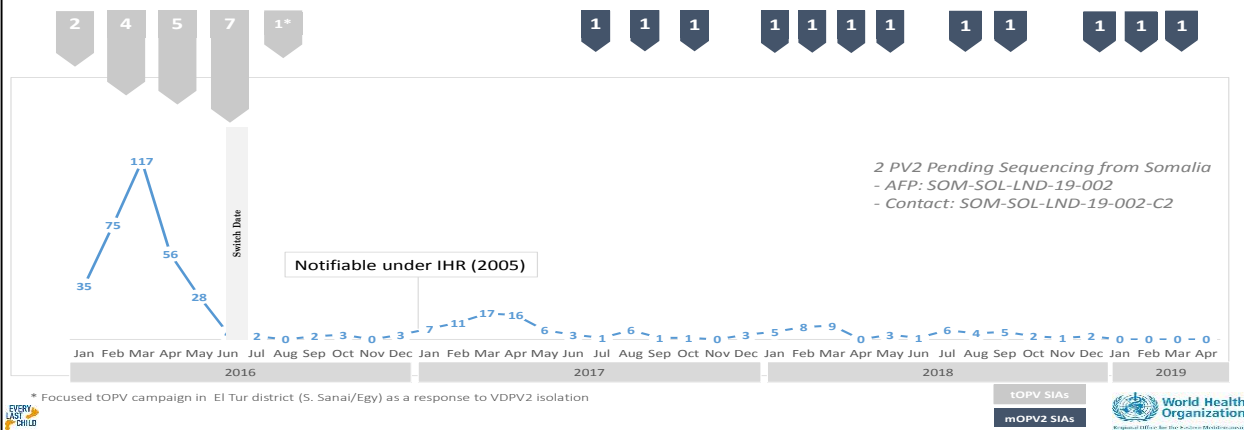 2 4 5 7 1* 1 1 1 1 1 1 1 1 1 1 1 1
2 PV2 Pending Sequencing from Somalia
- AFP: SOM-SOL-LND-19-002
- Contact: SOM-SOL-LND-19-002-C2
117
75
35
56
28
Switch Date
Notifiable under IHR (2005)
2 0 2 3 0 3 7 11 17 16 6 3 1 6 1 1 0 3 5 8 9 0 3 1 6 4 5 2 1 2 0 0 0 0
Jan Feb Mar Apr May Jun Jul Aug Sep Oct Nov Dec Jan Feb Mar Apr May Jun Jul Aug Sep Oct Nov Dec Jan Feb Mar Apr May Jun Jul Aug Sep Oct Nov Dec Jan Feb Mar Apr
2016 2017 2018 2019
* Focused tOPV campaign in El Tur district (S. Sanai/Egy) as a response to VDPV2 isolation
tOPV SIAs
mOPV2 SIAs
EVERY
LAST
CHILD
World Health
Organization
Regional Office for the Eastern Mediterranean